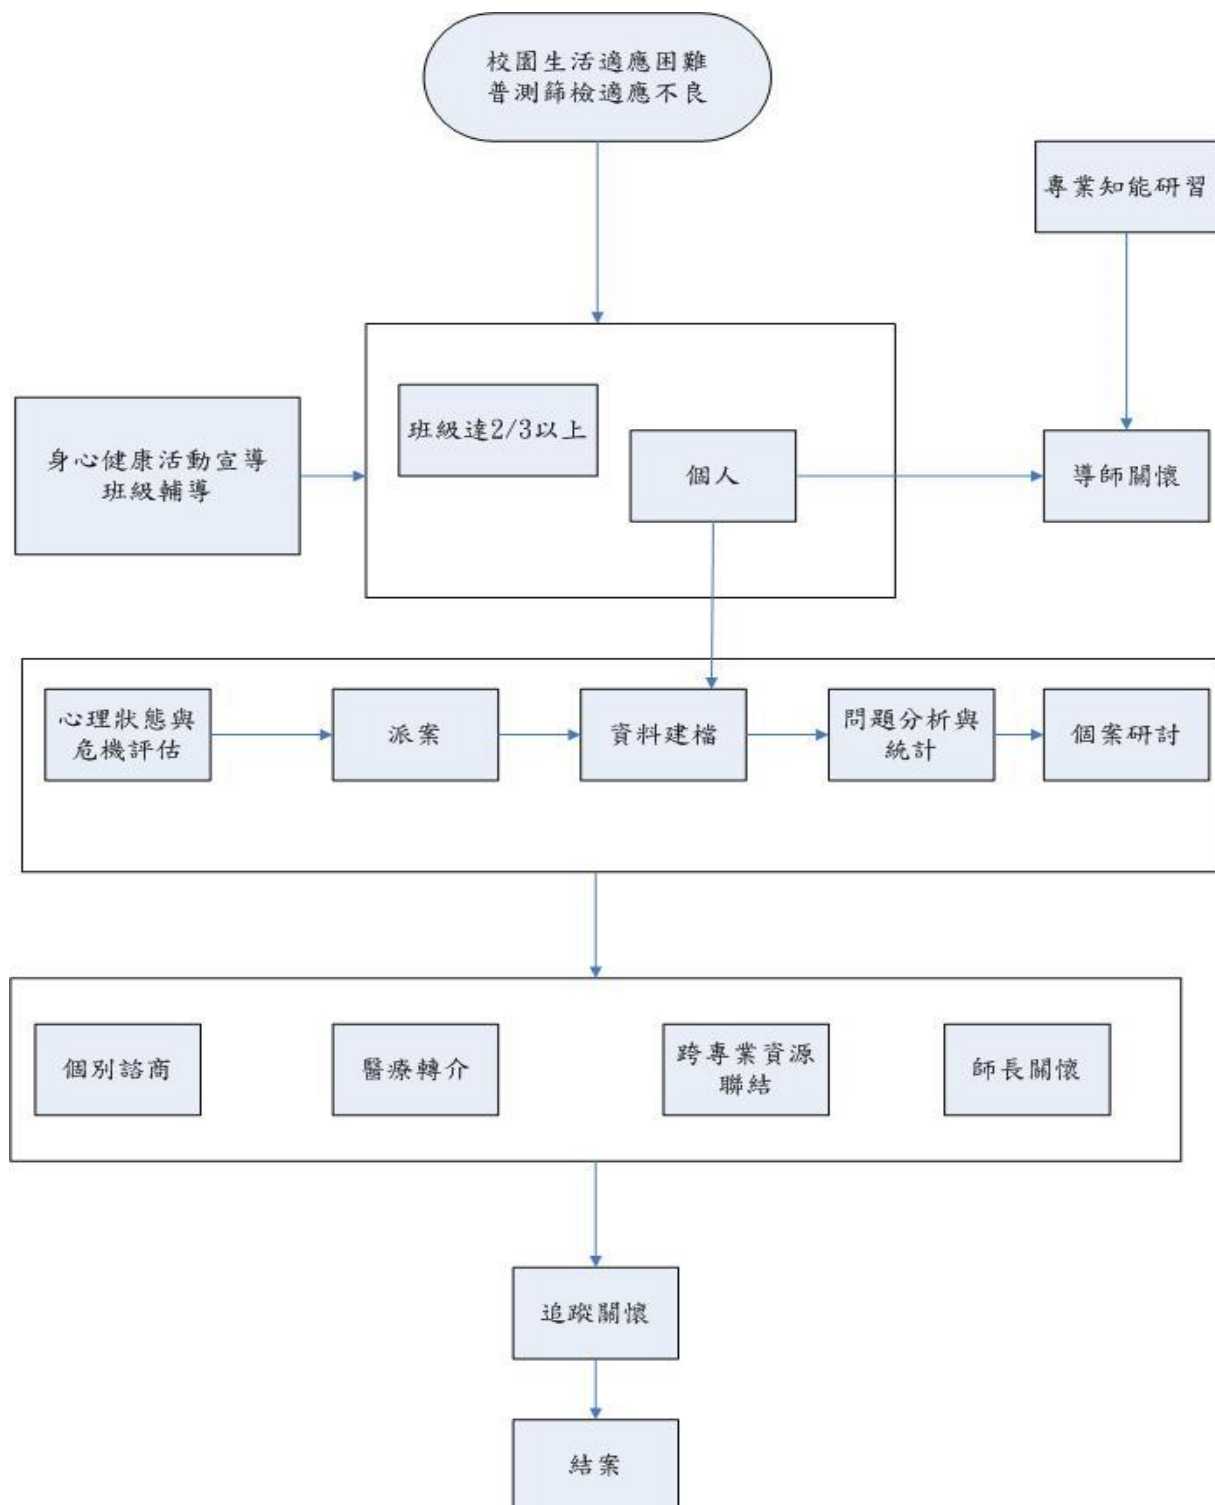 校園生活適應困難
普測篩檢適應不良
專業知能研習
班級達2/3以上
身心健康活動宣導
班級輔導
個人
導師關懷
心理狀態與
危機評估
派案
資料建檔
問題分析與
統計
個案研討
個別諮商
醫療轉介
跨專業資源
聯結
師長關懷
追蹤關懷
結案